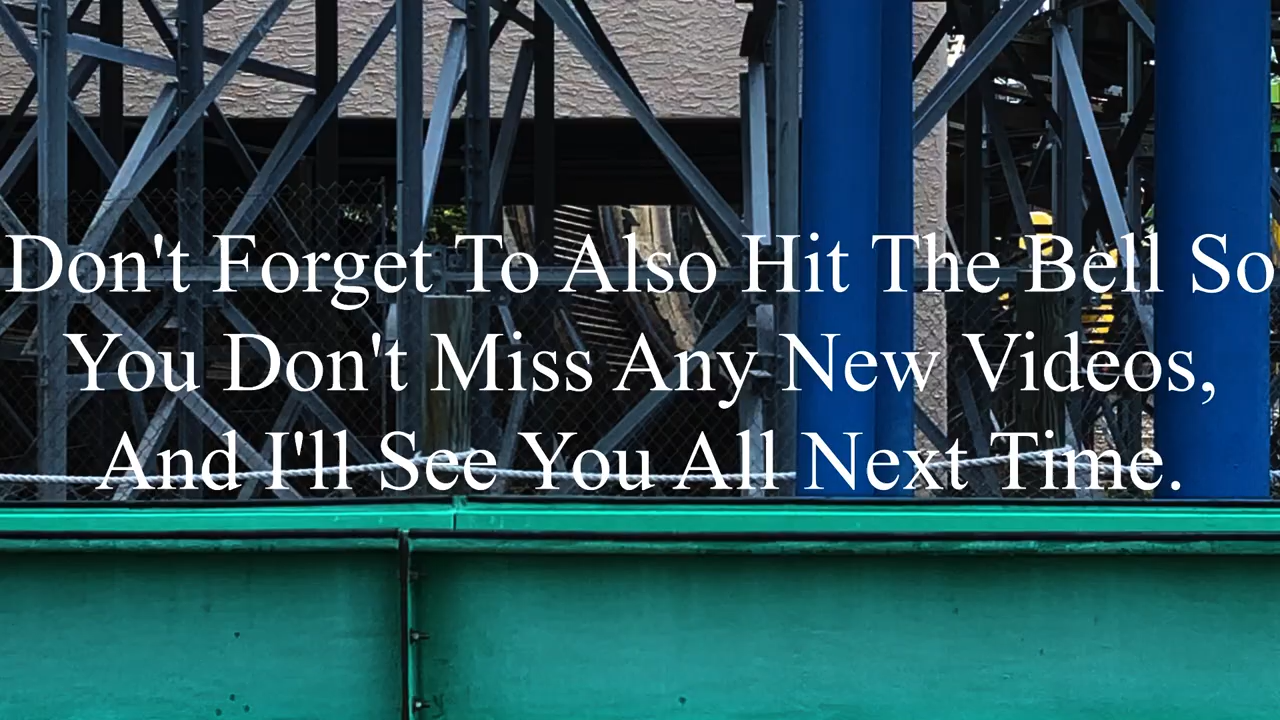 Don't Forget To Also Hit The Bell So
You Don't Miss Any New Videos,
And I'll See You All Next Time.